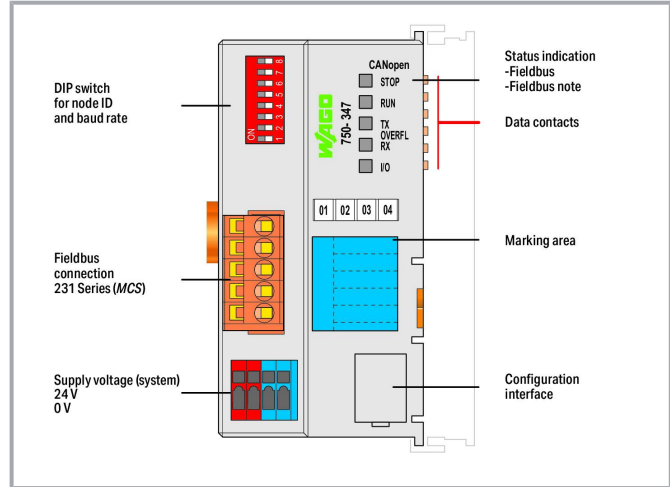 DIP switch
for node ID
and baud rate
Fieldbus
connection
231 Series (MCS)
Supply voltage (system)
24 V
0 V
ON
1 2 3 4 5 6 7 8
WAGO
750-347
CANopen
STOP
RUN
TX
OVERFL
RX
I/O
01 02 03 04
Status indication
-Fieldbus
-Fieldbus note
Data contacts
Marking area
Configuration
interface